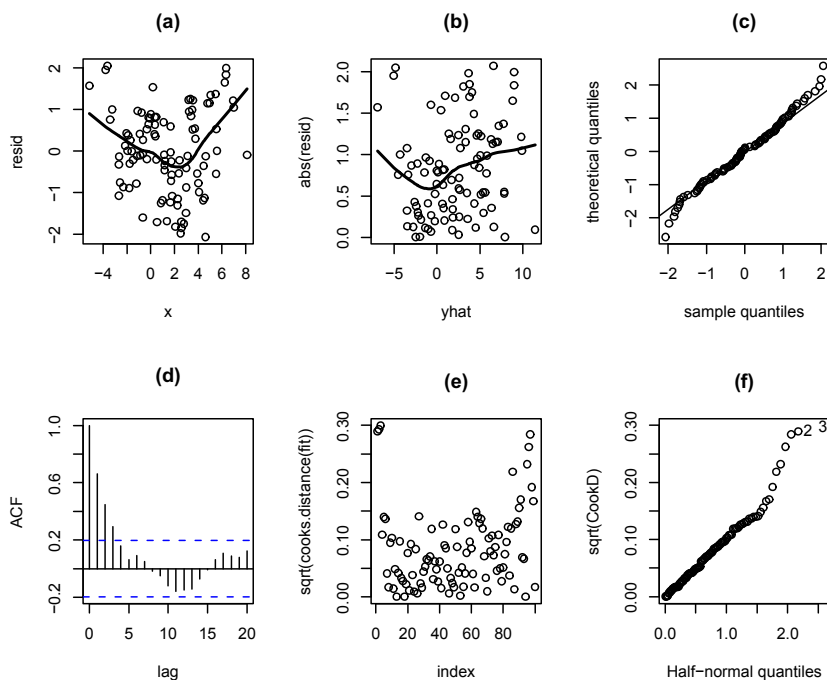 (a)
resid
2
1
0
−1
−2
−4 0 2 4 6 8
x
(b)
abs(resid)
2.0
1.5
1.0
0.5
0.0
−5 0 5 10
yhat
(c)
theoretical quantiles
2
1
0
−1
−2
−2 −1 0 1 2
sample quantiles
(d)
ACF
1.0
0.6
0.2
−0.2
0 5 10 15 20
lag
(e)
sqrt(cooks.distance(fit))
0.30
0.20
0.10
0.00
0 20 40 60 80
index
(f)
sqrt(CookD)
0.30
0.20
0.10
0.00
2 3
0.0 1.0 2.0
Half−normal quantiles